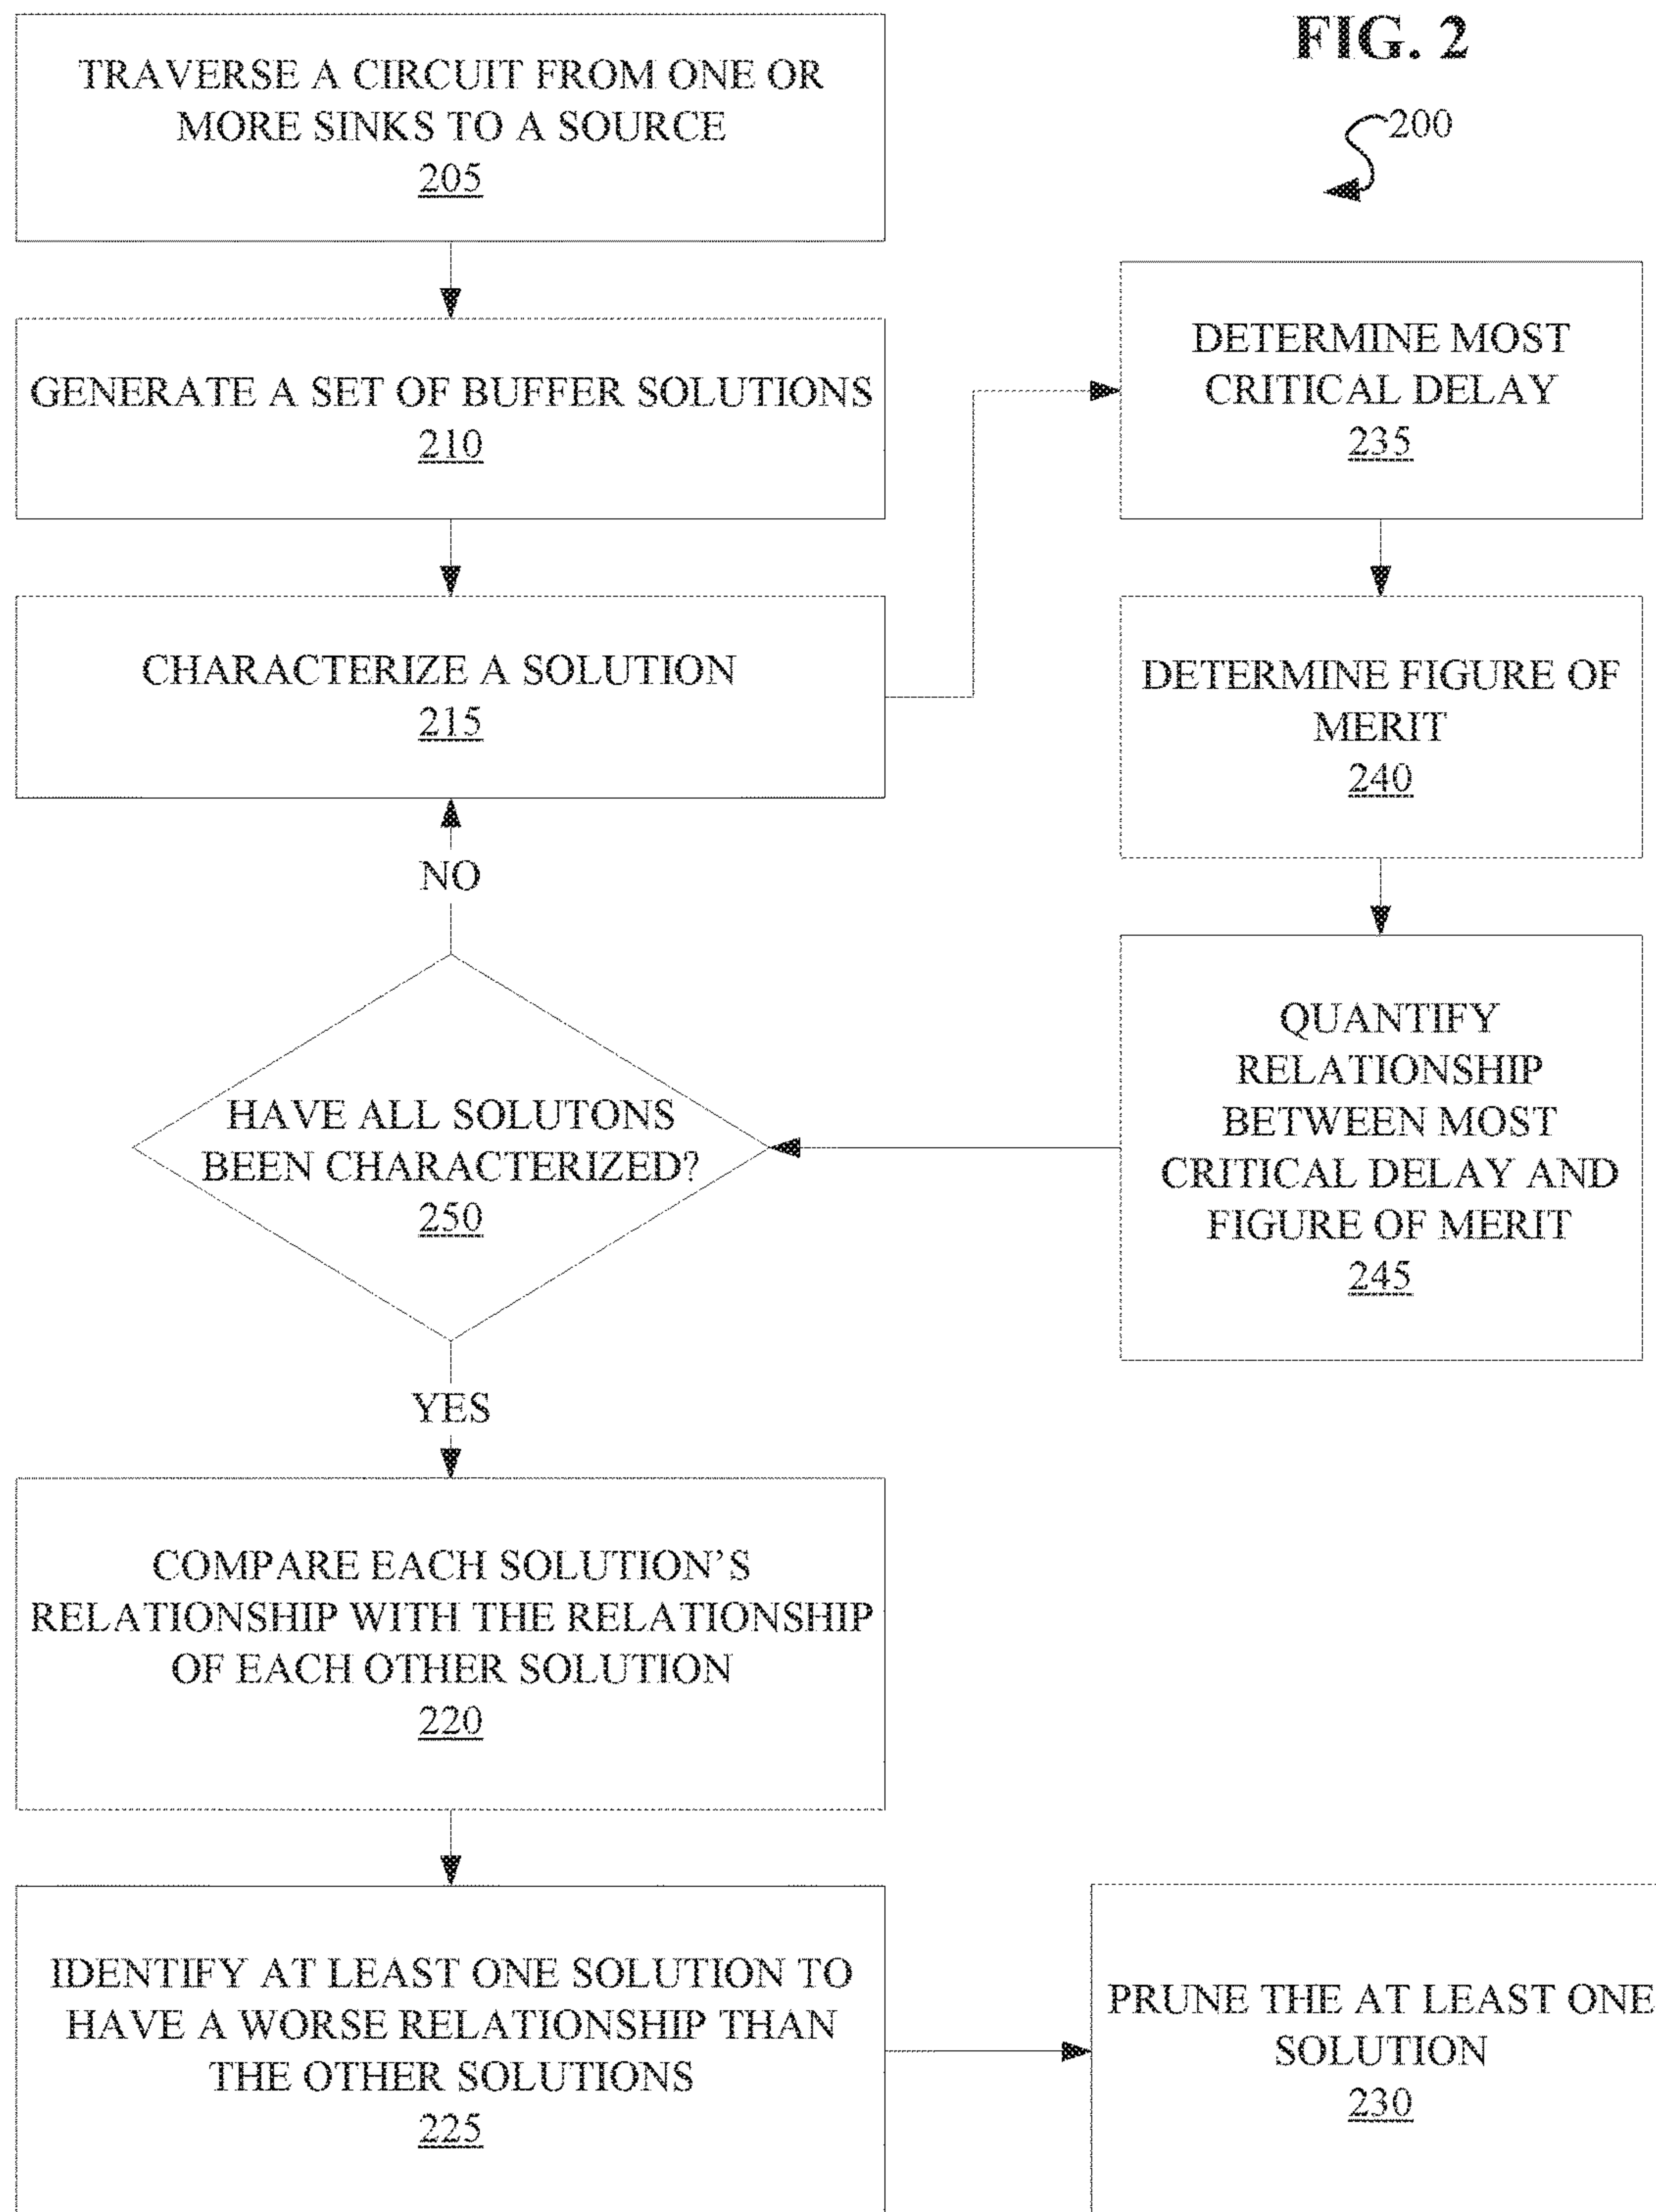 FIG. 2
200
TRAVERSE A CIRCUIT FROM ONE OR
MORE SINKS TO A SOURCE
205
GENERATE A SET OF BUFFER SOLUTIONS
210
CHARACTERIZE A SOLUTION
215
DETERMINE MOST
CRITICAL DELAY
235
DETERMINE FIGURE OF
MERIT
240
QUANTIFY
RELATIONSHIP
BETWEEN MOST
CRITICAL DELAY AND
FIGURE OF MERIT
245
NO
HAVE ALL SOLUTONS
BEEN CHARACTERIZED?
250
YES
COMPARE EACH SOLUTION’S
RELATIONSHIP WITH THE RELATIONSHIP
OF EACH OTHER SOLUTION
220
IDENTIFY AT LEAST ONE SOLUTION TO
HAVE A WORSE RELATIONSHIP THAN
THE OTHER SOLUTIONS
225
PRUNE THE AT LEAST ONE
SOLUTION
230